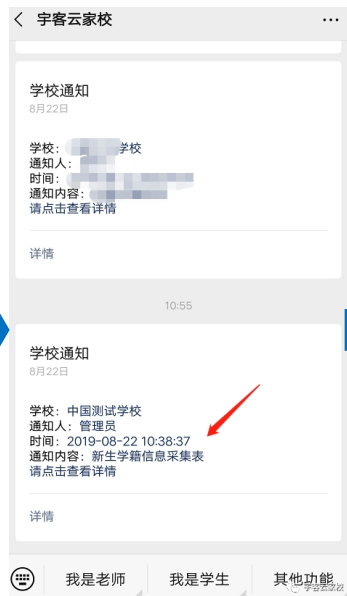 宇客云家校
学校通知
8月22日
学校：学校
通知人：
时间：
通知内容：
请点击查看详情
详情
10:55
学校通知
8月22日
学校：中国测试学校
通知人：管理员
时间：2019-08-22 10:38:37
通知内容：新生学籍信息采集表
请点击查看详情
详情
我是老师
我是学生
其他功能
宇客云家校